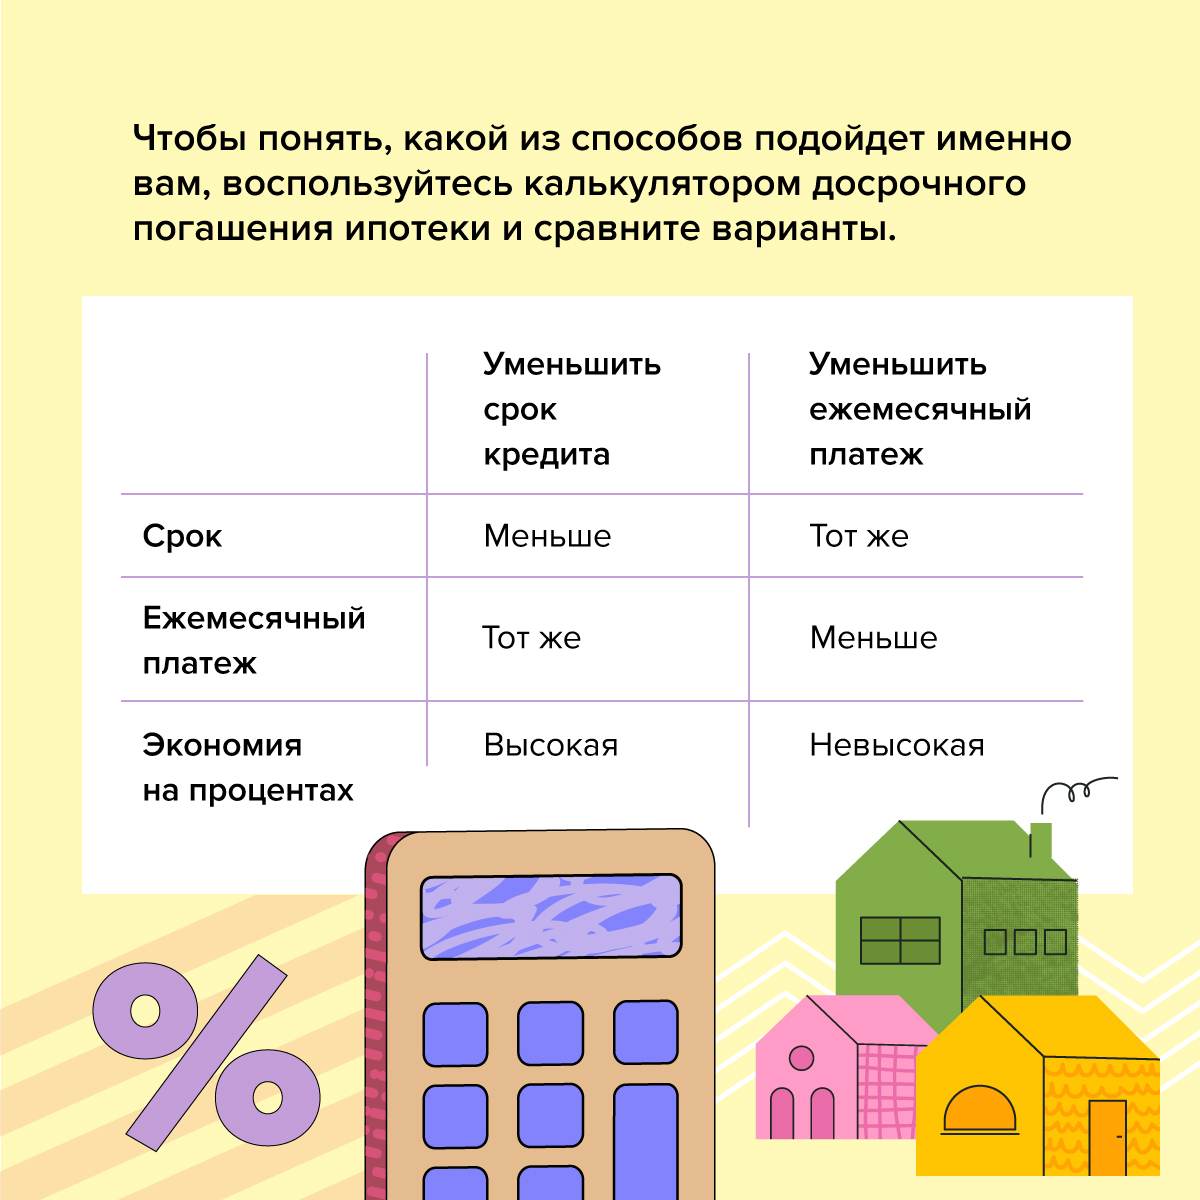 Чтобы понять, какой из способов подойдет именно
вам, воспользуйтесь калькулятором досрочного
погашения ипотеки и сравните варианты.
Уменьшить
срок
кредита
Уменьшить
ежемесячный
платеж
Срок
Меньше
Тот же
Ежемесячный
платеж
Тот же
Меньше
Экономия
на процентах
Высокая
Невысокая
%